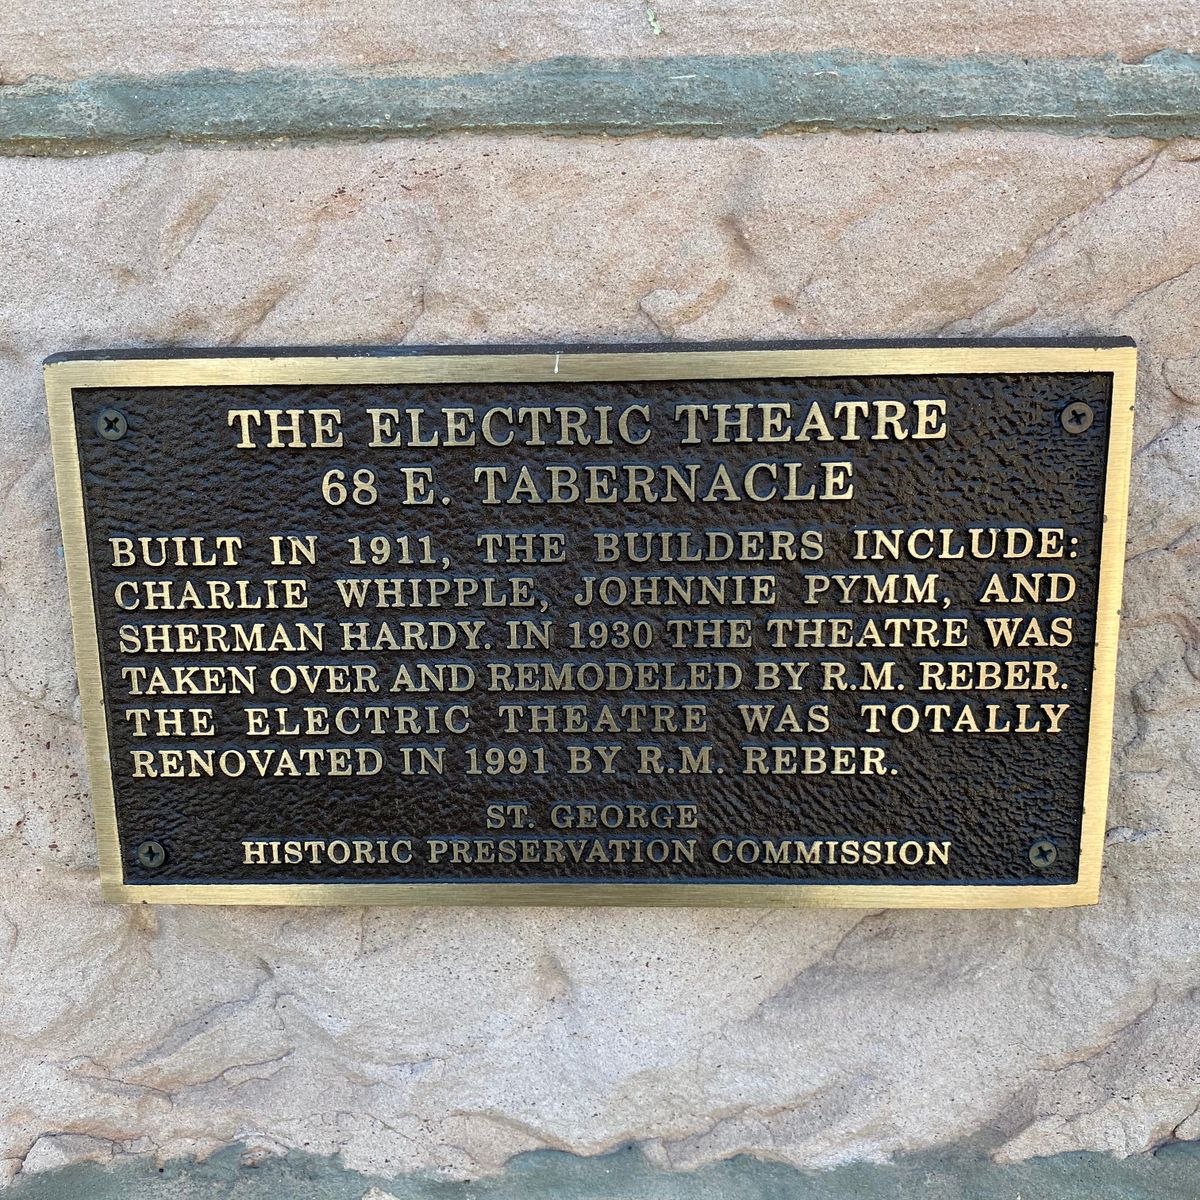 THE ELECTRIC THEATRE
68 E. TABERNACLE
BUILT IN 1911, THE BUILDERS INCLUDE:
CHARLIE WHIPPLE, JOHNNIE PYMM, AND
SHERMAN HARDY. IN 1930 THE THEATRE WAS
TAKEN OVER AND REMODELED BY R.M. REBER.
THE ELECTRIC THEATRE WAS TOTALLY
RENOVATED IN 1991 BY R.M. REBER.
ST. GEORGE
HISTORIC PRESERVATION COMMISSION